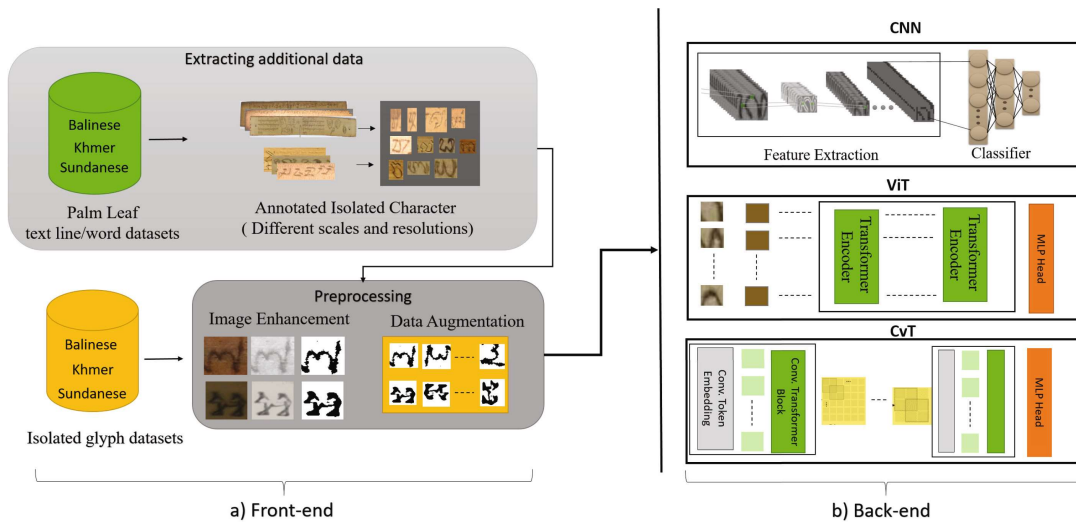 Extracting additional data
Balinese
Khmer
Sundanese
Palm Leaf
text line/word datasets
Annotated Isolated Character
( Different scales and resolutions)
Balinese
Khmer
Sundanese
Isolated glyph datasets
Preprocessing
Image Enhancement
Data Augmentation
a) Front-end
CNN
Feature Extraction
Classifier
ViT
Transformer
Encoder
Transformer
Encoder
MLP Head
CvT
Conv. Token
Embedding
Conv. Transformer
Block
MLP Head
b) Back-end